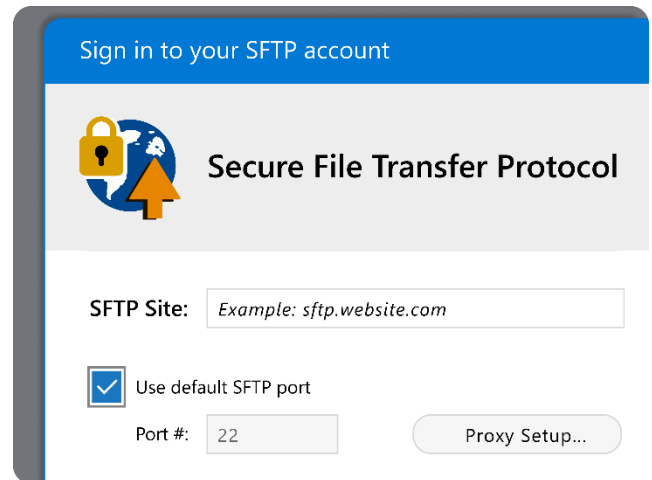 Sign in to your SFTP account
Secure File Transfer Protocol
SFTP Site: Example: sftp.website.com
Use default SFTP port
Port #: 22 Proxy Setup...